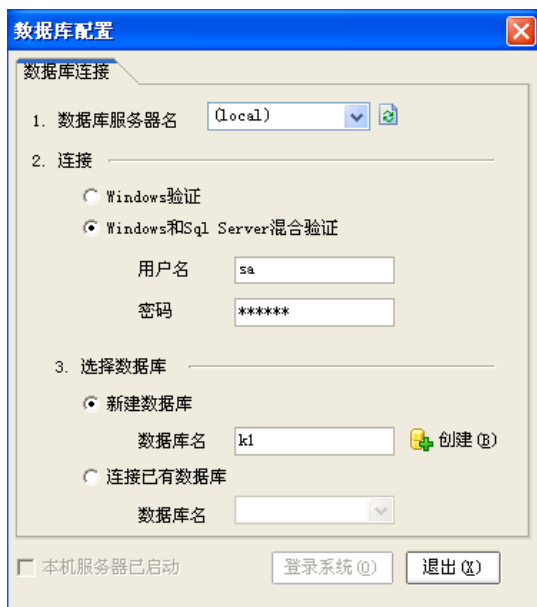 数据库配置
数据库连接
1. 数据库服务器名 (local)
2. 连接
Windows验证
Windows和Sql Server混合验证
用户名 sa
密码 ******
3. 选择数据库
新建数据库
数据库名 k1 创建(B)
连接已有数据库
数据库名
本机服务器已启动 登录系统(O) 退出(X)